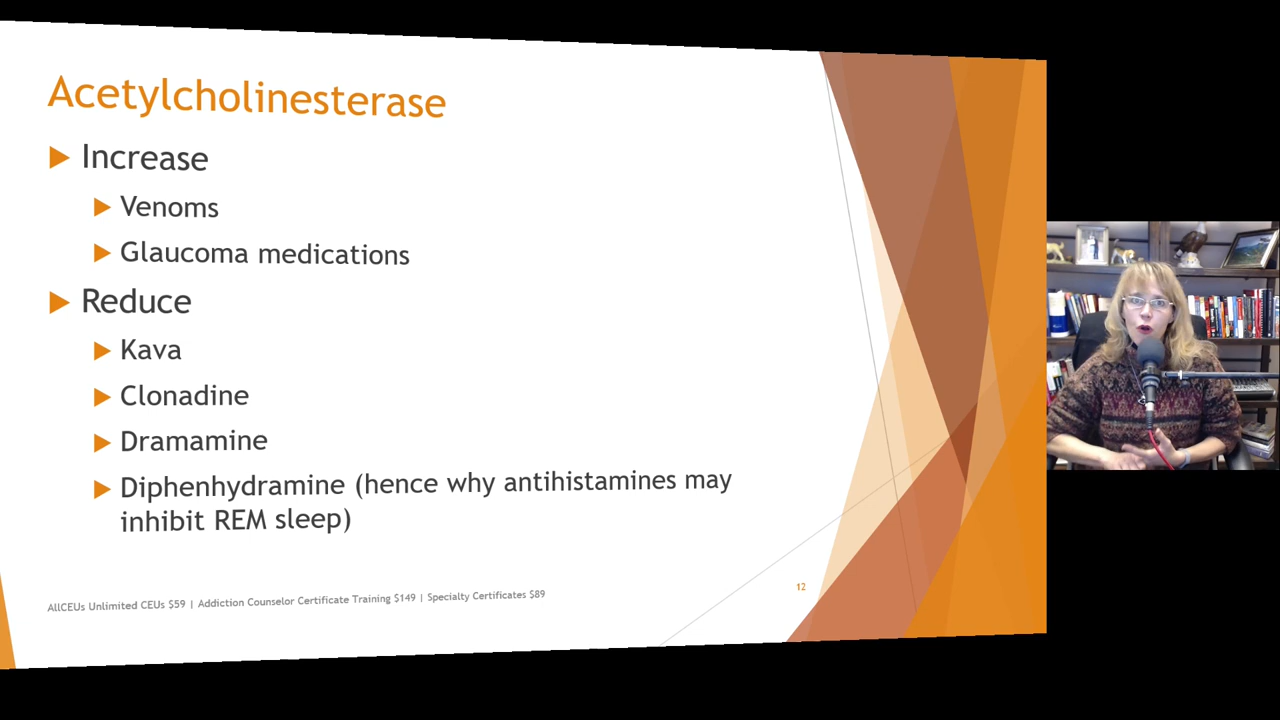 Acetylcholinesterase
Increase
Venoms
Glaucoma medications
Reduce
Kava
Clonadine
Dramamine
Diphenhydramine (hence why antihistamines may
inhibit REM sleep)
AllCEUs Unlimited CEUs $59 | Addiction Counselor Certificate Training $149 | Specialty Certificates $89
12